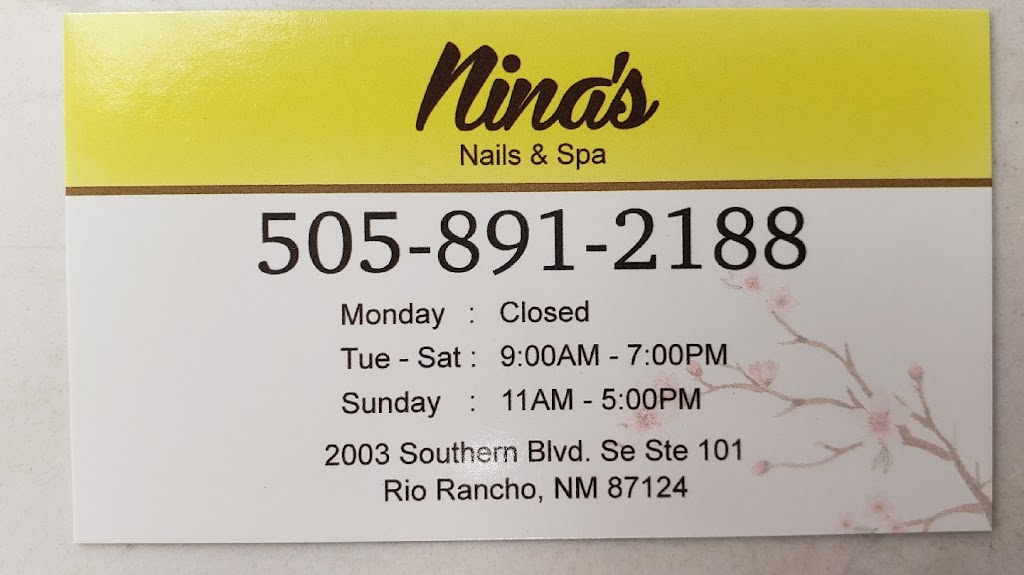 Nina's
Nails & Spa
505-891-2188
Monday : Closed
Tue - Sat : 9:00AM - 7:00PM
Sunday : 11AM - 5:00PM
2003 Southern Blvd. Se Ste 101
Rio Rancho, NM 87124